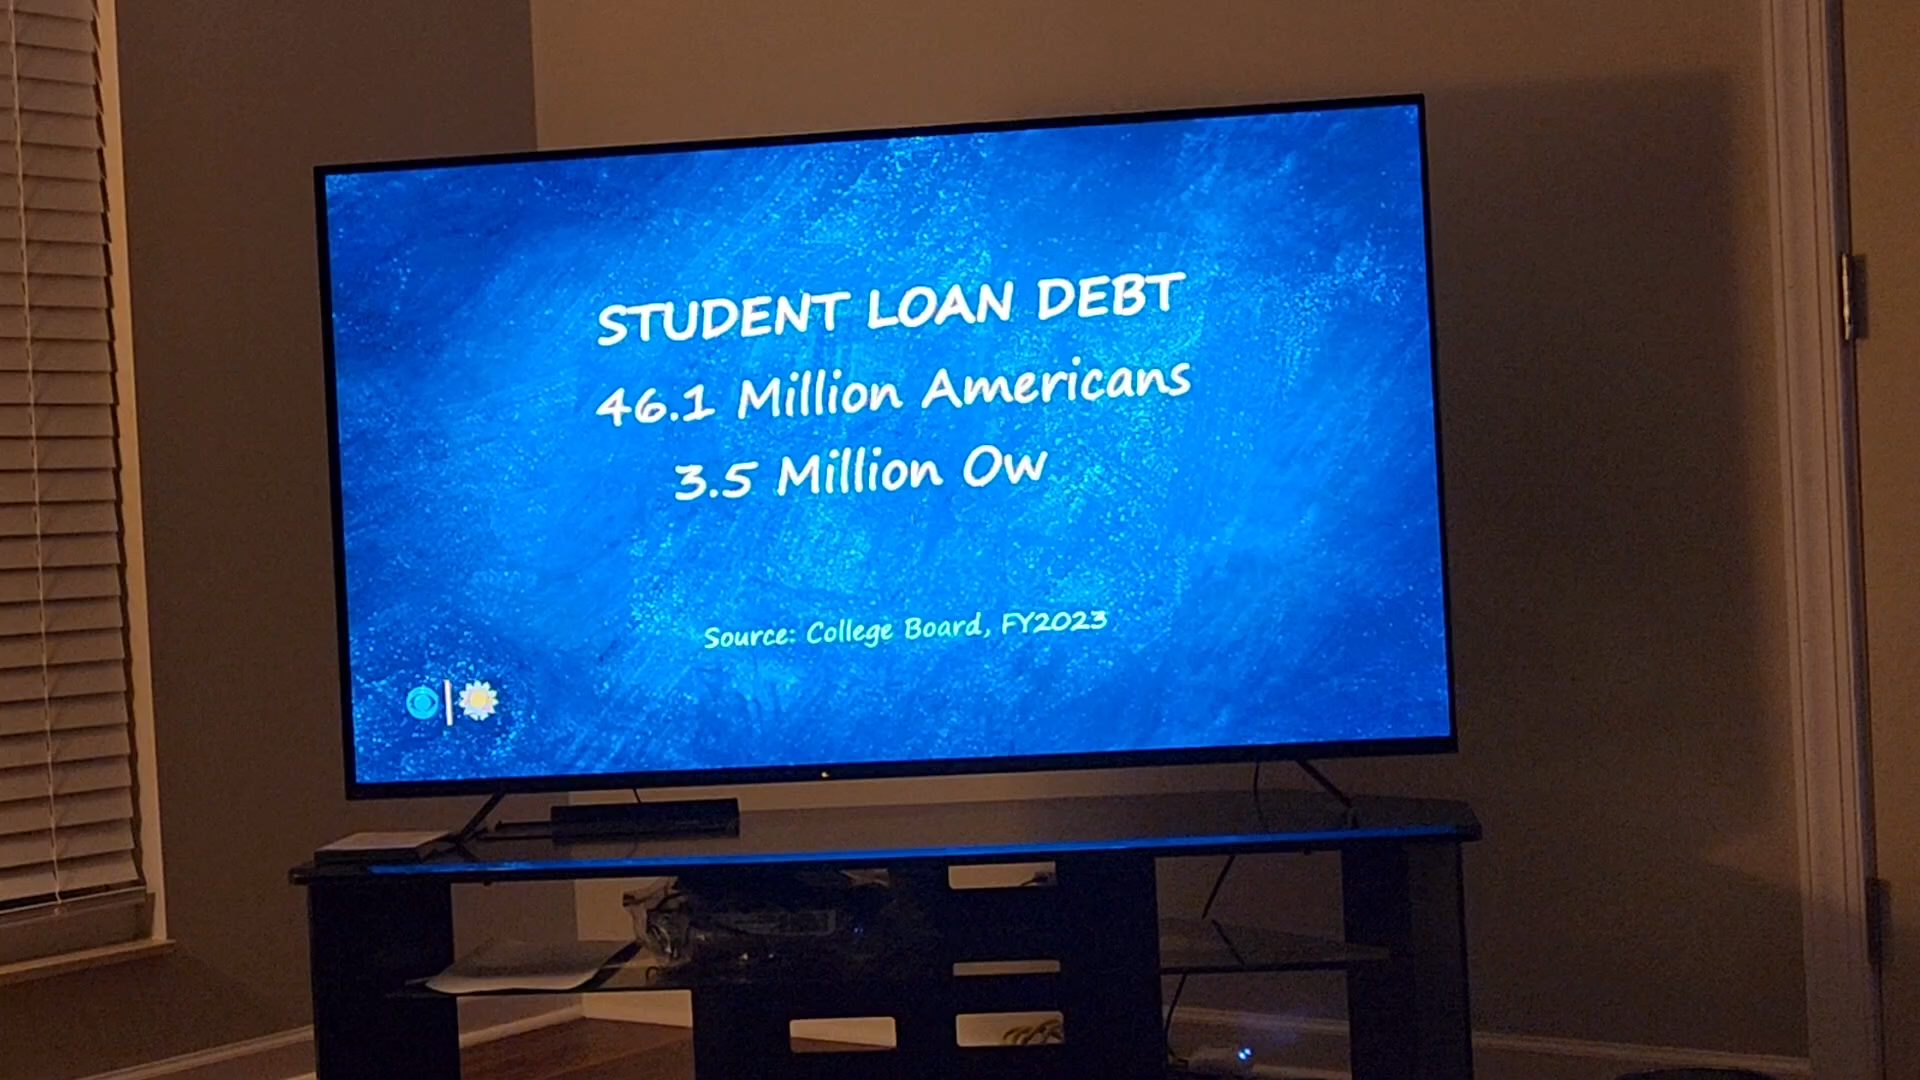 STUDENT LOAN DEBT
46.1 Million Americans
3.5 Million Ow
Source: College Board, FY2023